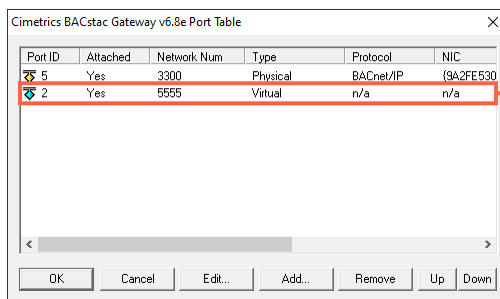 Cimetrics BACstac Gateway v6.8e Port Table
Port ID Attached Network Num Type Protocol NIC
5 Yes 3300 Physical BACnet/IP {9A2FE530
2 Yes 5555 Virtual n/a n/a
OK Cancel Edit... Add... Remove Up Down